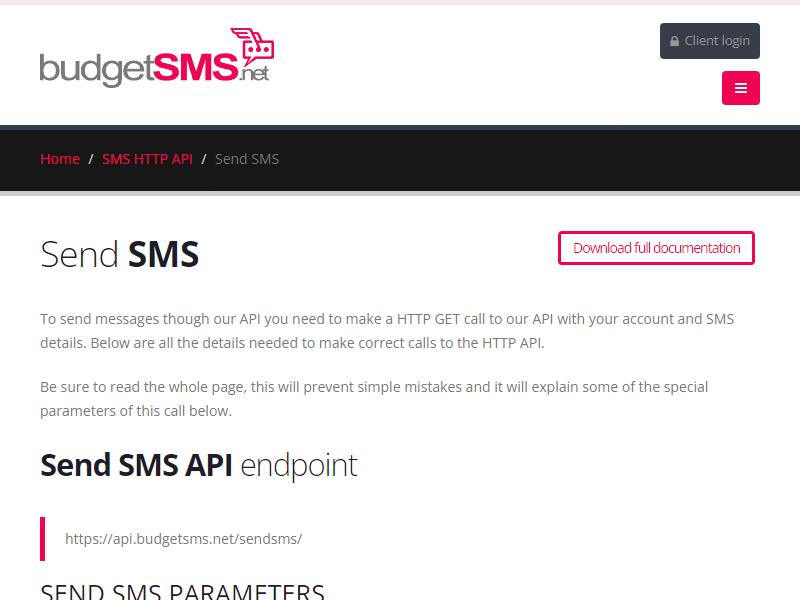 budgetSMS.net
Client login
Home / SMS HTTP API / Send SMS
Send SMS
Download full documentation
To send messages though our API you need to make a HTTP GET call to our API with your account and SMS
details. Below are all the details needed to make correct calls to the HTTP API.
Be sure to read the whole page, this will prevent simple mistakes and it will explain some of the special
parameters of this call below.
Send SMS API endpoint
https://api.budgetsms.net/sendsms/
SEND SMS PARAMETERS